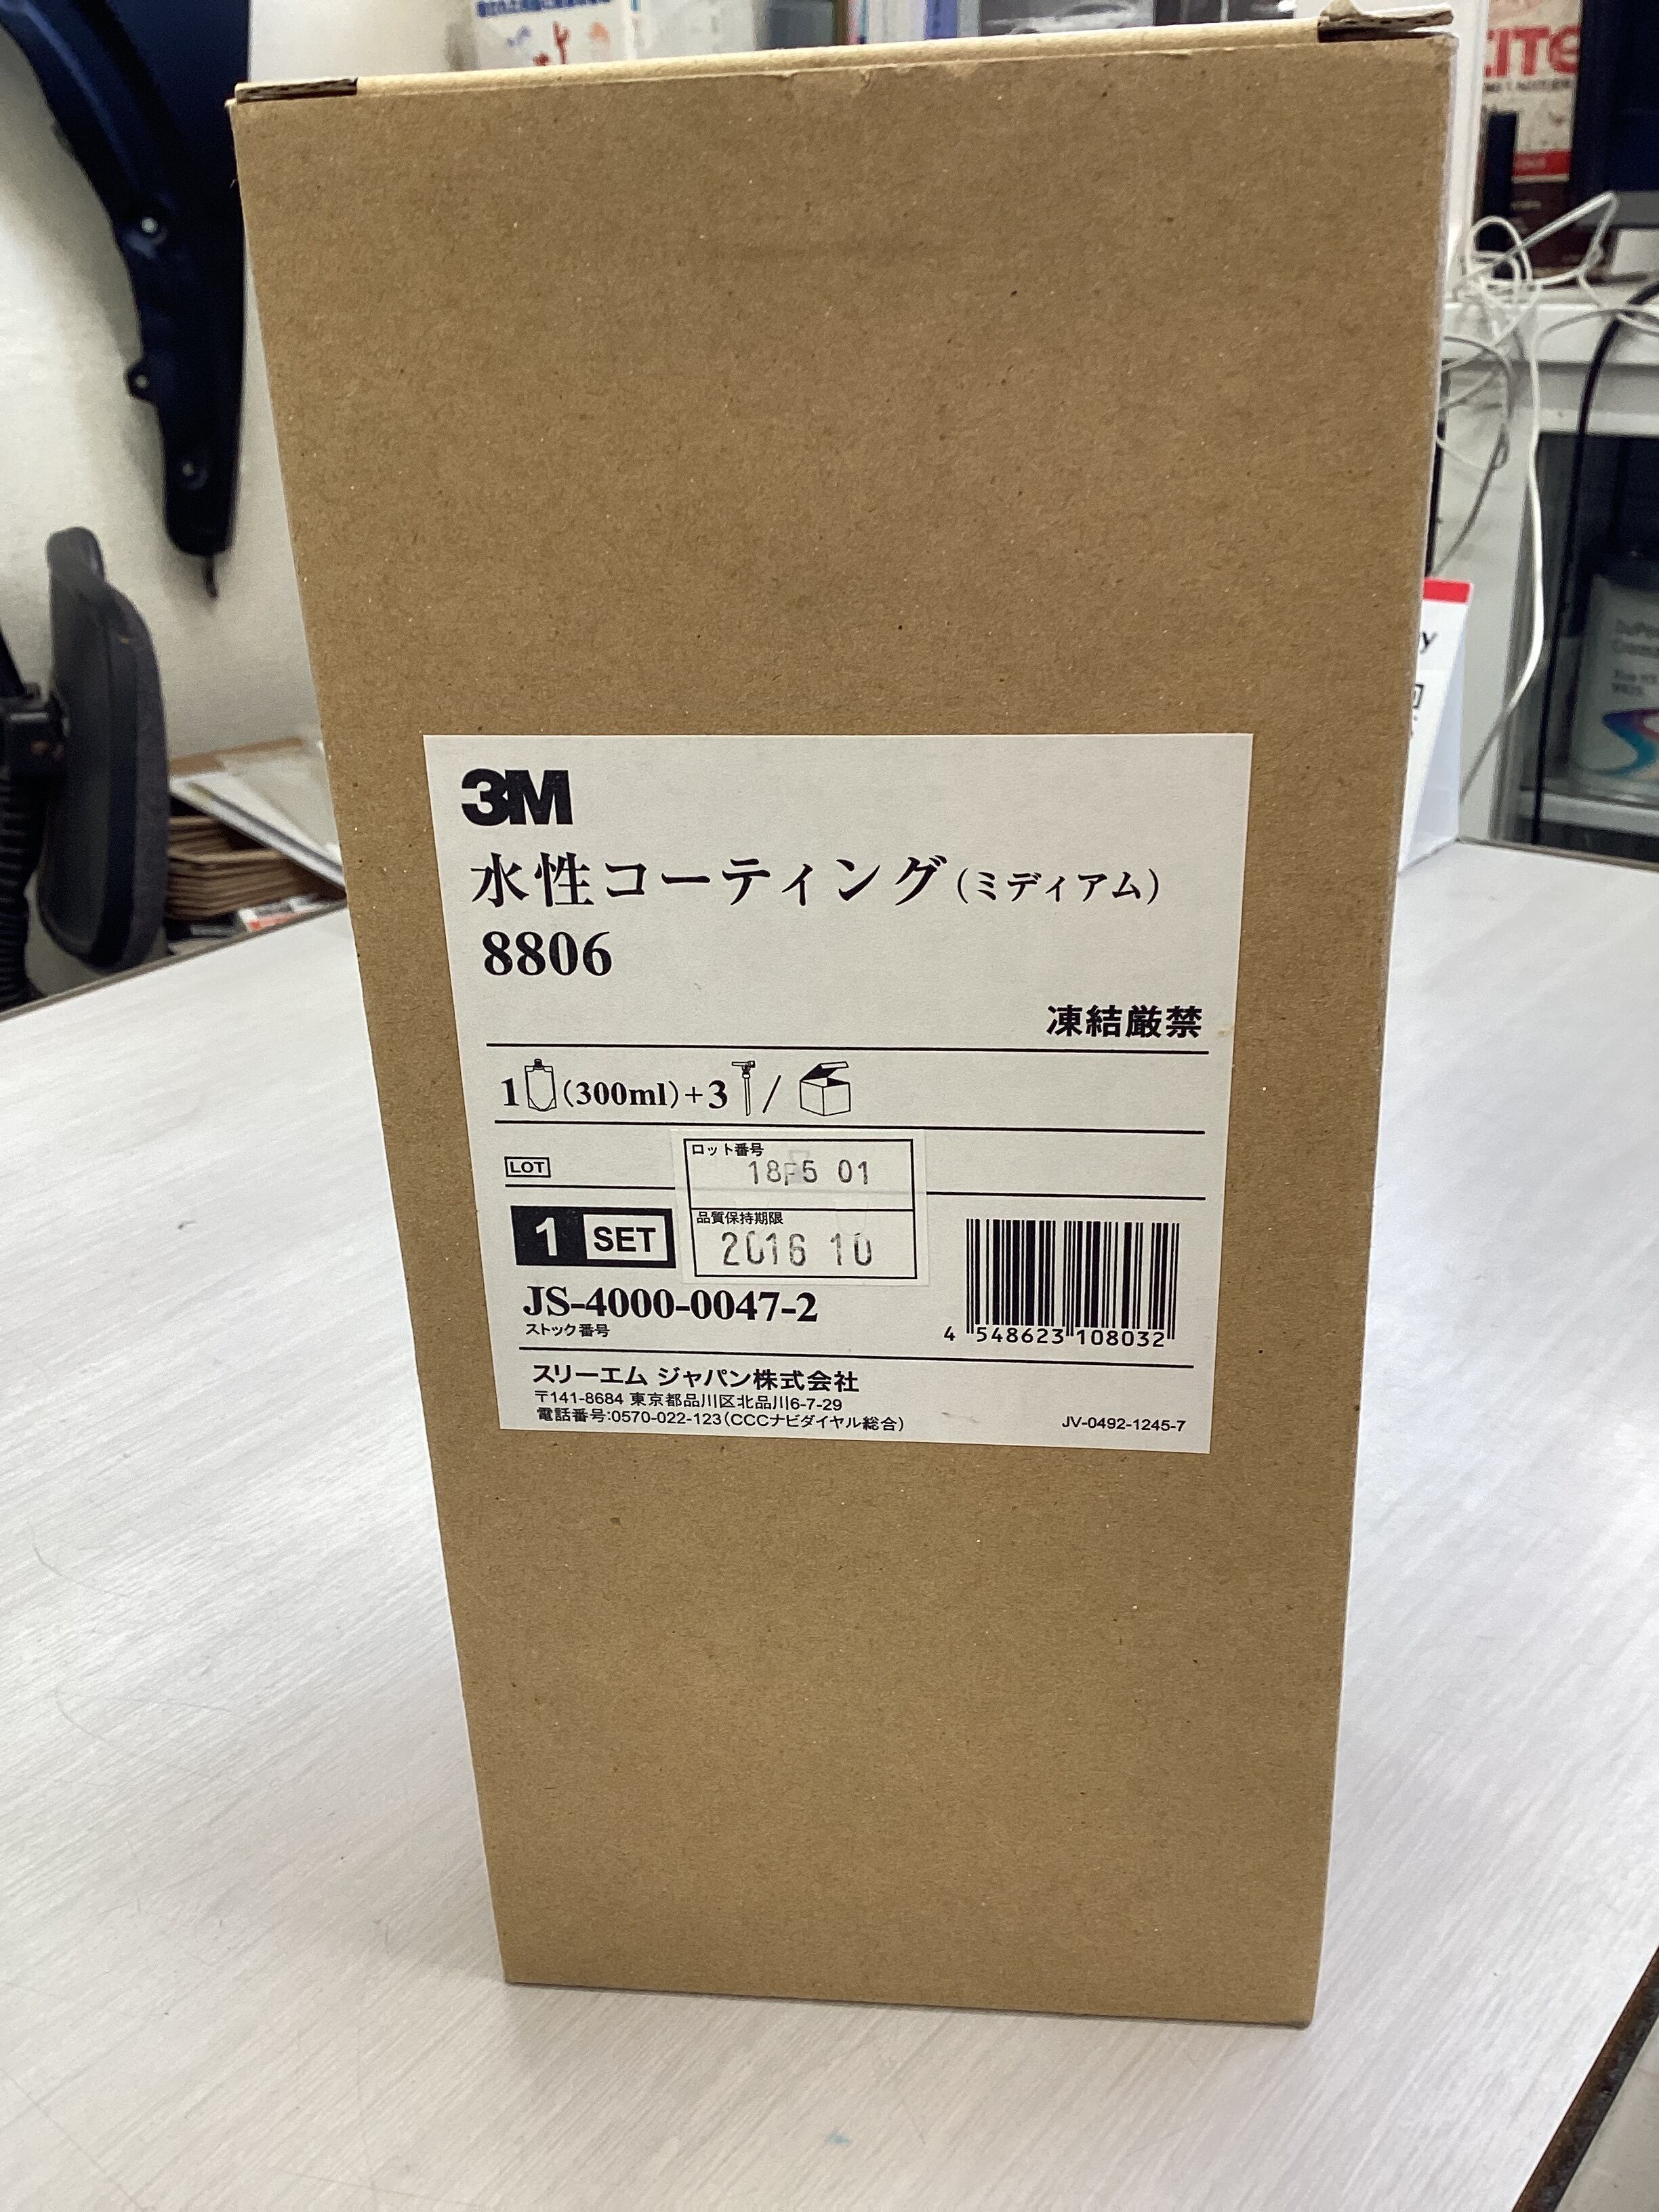 3M
水性コーティング(ミディアム)
8806
凍結厳禁
1(300ml)+3/
LOT
ロット番号
18F5 01
品質保持期限
2016 10
1 SET
JS-4000-0047-2
ストック番号
4 548623 108032
スリーエム ジャパン株式会社
〒141-8684 東京都品川区北品川6-7-29
電話番号:0570-022-123(CCCナビダイヤル総合)
JV-0492-1245-7